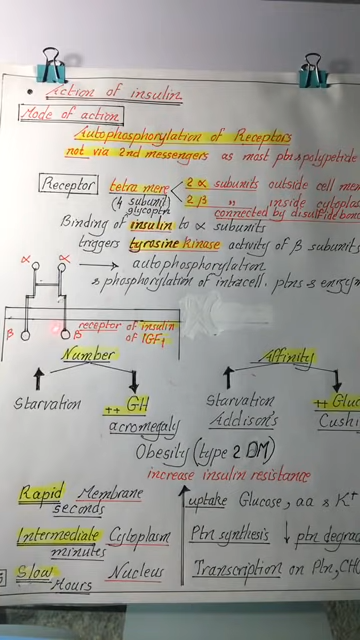 • Action of insulin
Mode of action
Autophosphorylation of Receptors
not via 2nd messengers as most ptns polypetide
Receptor tetra mere 2 α subunits outside cell mem
(4 subunit 2 β " inside cytoplas
glycoptn) connected by disulfide bond
Binding of insulin to α subunits
triggers tyrosine kinase activity of β subunits
α α → autophosphorylation
& phosphorylation of intracell. ptns & enzym
β β receptor of insulin
of IGF1
Number Affinity
Starvation ++ GH Starvation ++ Gluc
acromegaly Addison's Cushi
Obesity (type 2 DM)
increase insulin resistance
Rapid Membrane uptake Glucose, aa & K+
seconds
Intermediate Cytoplasm Ptn synthesis ↓ ptn degrad
minutes
Slow Nucleus Transcription on Ptn, CHO
Hours